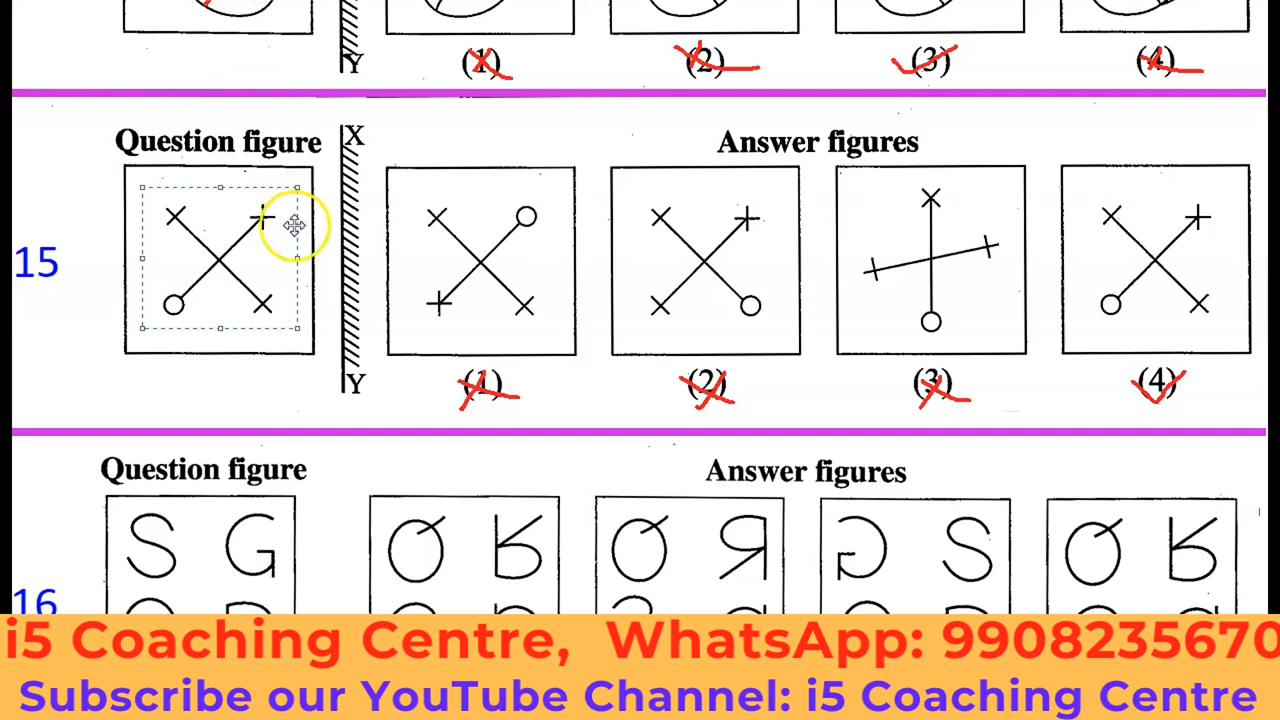 Y
(1) (2) (3) (4)
Question figure X Answer figures
15
Y
(1) (2) (3) (4)
Question figure Answer figures
S G
16
i5 Coaching Centre, WhatsApp: 9908235670
Subscribe our YouTube Channel: i5 Coaching Centre